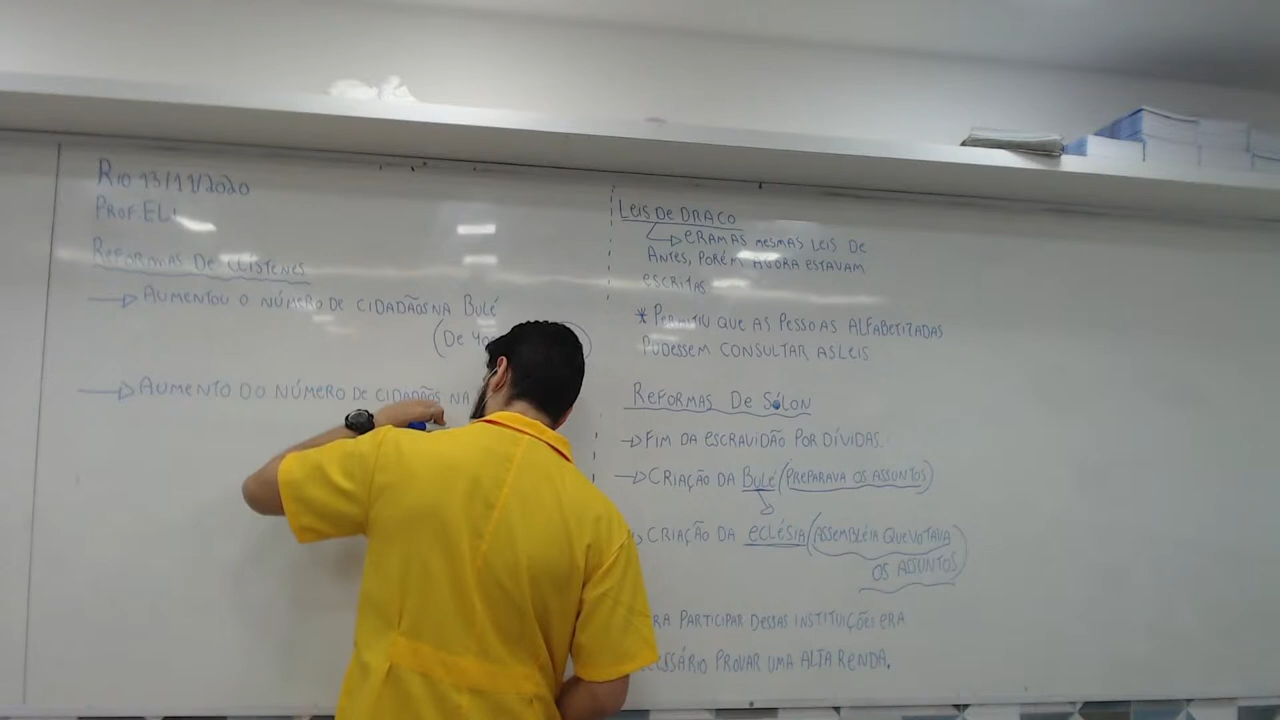 Rio 13/11/2020
Prof Eli
Reformas de Clístenes
Aumentou o número de cidadãos na Bulé
(De 400
Aumento do número de cidadãos na
Leis de Draco
eram as mesmas leis de
antes, porém agora estavam
escritas
* Permitiu que as pessoas alfabetizadas
pudessem consultar as leis
Reformas de Sólon
Fim da escravidão por dívidas.
Criação da Bulé (preparava os assuntos)
Criação da eclésia (assembléia que votava
os assuntos)
participar dessas instituições era
provar uma alta renda.